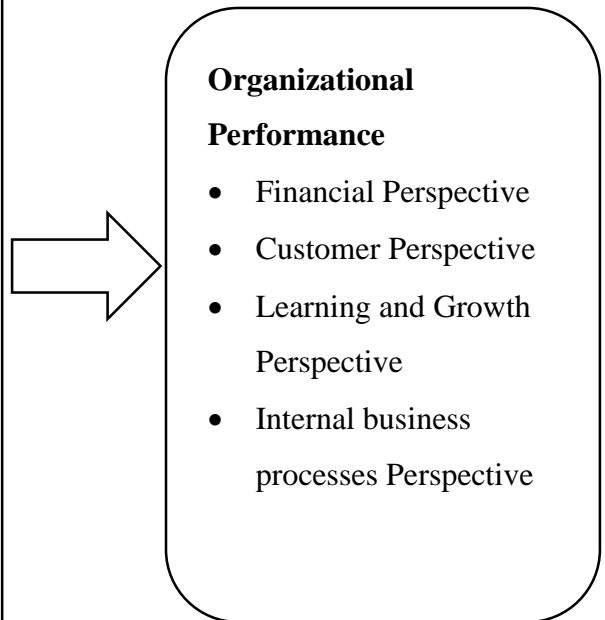 Organizational
Performance
• Financial Perspective
• Customer Perspective
• Learning and Growth
Perspective
• Internal business
processes Perspective